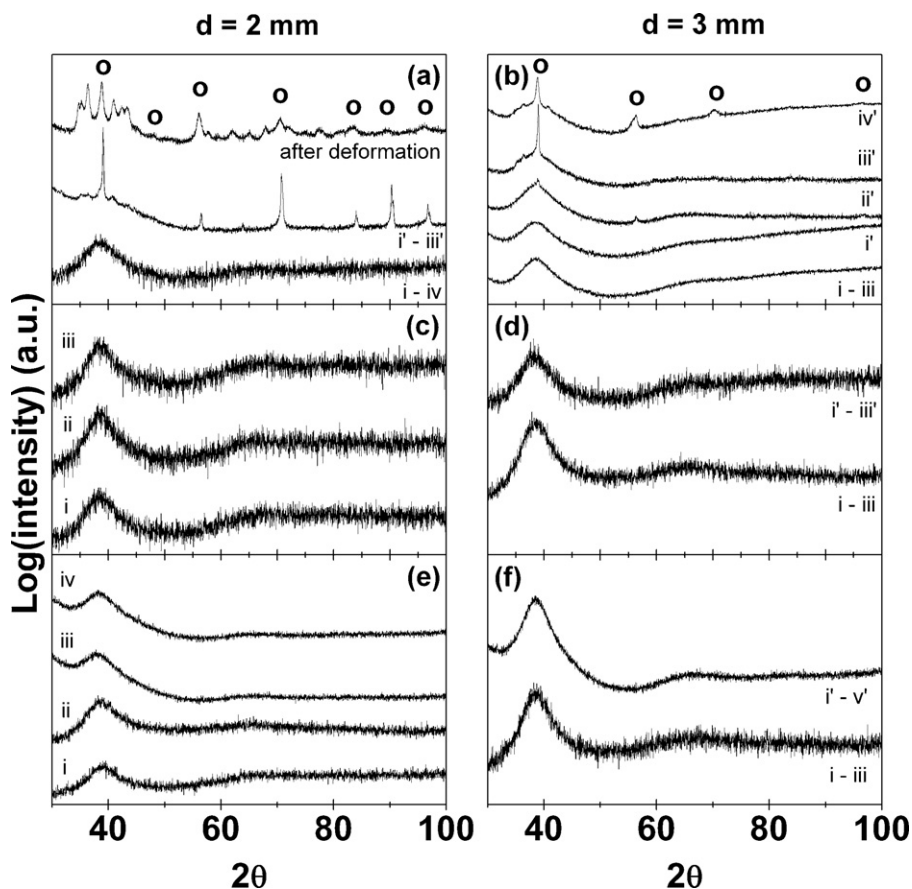 d = 2 mm
d = 3 mm
Log(intensity) (a.u.)
(a)
o o o o o o o
after deformation
i' - iii'
i - iv
(b)
o o o o
iv'
iii'
ii'
i'
i - iii
(c)
iii
ii
i
(d)
i' - iii'
i - iii
(e)
iv
iii
ii
i
(f)
i' - v'
i - iii
40 60 80 100
40 60 80 100
2θ
2θ